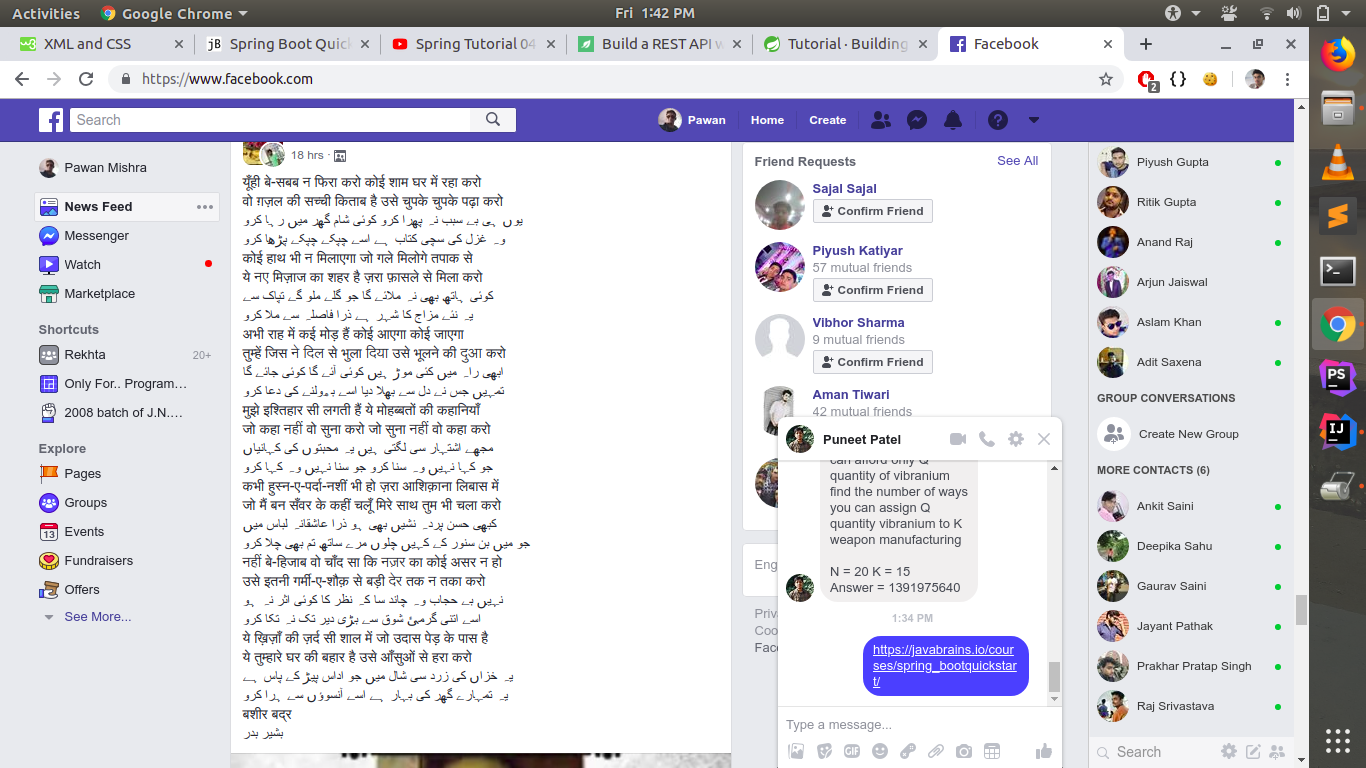 Activities
Google Chrome
Fri 1:42 PM
XML and CSS
Spring Boot Quic
Spring Tutorial 04
Build a REST API w
Tutorial · Building
Facebook
https://www.facebook.com
2
Search
Pawan
Home
Create
Pawan Mishra
News Feed
Messenger
Watch
Marketplace
Shortcuts
Rekhta
20+
Only For.. Program…
2008 batch of J.N.…
Explore
Pages
Groups
Events
Fundraisers
Offers
See More...
18 hrs ·
यूँही बे-सबब न फिरा करो कोई शाम घर में रहा करो
वो ग़ज़ल की सच्ची किताब है उसे चुपके चुपके पढ़ा करो
یوں ہی بے سبب نہ پھرا کرو کوئی شام گھر میں رہا کرو
وہ غزل کی سچی کتاب ہے اسے چپکے چپکے پڑھا کرو
कोई हाथ भी न मिलाएगा जो गले मिलोगे तपाक से
ये नए मिज़ाज का शहर है ज़रा फ़ासले से मिला करो
کوئی ہاتھ بھی نہ ملائے گا جو گلے ملو گے تپاک سے
یہ نئے مزاج کا شہر ہے ذرا فاصلہ سے ملا کرو
अभी राह में कई मोड़ हैं कोई आएगा कोई जाएगा
तुम्हें जिस ने दिल से भुला दिया उसे भूलने की दुआ करो
ابھی راہ میں کئی موڑ ہیں کوئی آئے گا کوئی جائے گا
تمہیں جس نے دل سے بھلا دیا اسے بھولنے کی دعا کرو
मुझे इश्तिहार सी लगती हैं ये मोहब्बतों की कहानियाँ
जो कहा नहीं वो सुना करो जो सुना नहीं वो कहा करो
مجھے اشتہار سی لگتی ہیں یہ محبتوں کی کہانیاں
جو کہا نہیں وہ سنا کرو جو سنا نہیں وہ کہا کرو
कभी हुस्न-ए-पर्दा-नशीं भी हो ज़रा आशिक़ाना लिबास में
जो मैं बन सँवर के कहीं चलूँ मिरे साथ तुम भी चला करो
کبھی حسن پردہ نشیں بھی ہو ذرا عاشقانہ لباس میں
جو میں بن سنور کے کہیں چلوں مرے ساتھ تم بھی چلا کرو
नहीं बे-हिजाब वो चाँद सा कि नज़र का कोई असर न हो
उसे इतनी गर्मी-ए-शौक़ से बड़ी देर तक न तका करो
نہیں بے حجاب وہ چاند سا کہ نظر کا کوئی اثر نہ ہو
اسے اتنی گرمیٔ شوق سے بڑی دیر تک نہ تکا کرو
ये ख़िज़ाँ की ज़र्द सी शाल में जो उदास पेड़ के पास है
ये तुम्हारे घर की बहार है उसे आँसुओं से हरा करो
یہ خزاں کی زرد سی شال میں جو اداس پیڑ کے پاس ہے
یہ تمہارے گھر کی بہار ہے اسے آنسوؤں سے ہرا کرو
बशीर बद्र
بشیر بدر
Friend Requests
See All
Sajal Sajal
Confirm Friend
Piyush Katiyar
57 mutual friends
Confirm Friend
Vibhor Sharma
9 mutual friends
Confirm Friend
Aman Tiwari
42 mutual friends
Eng
Priva
Coo
Face
Puneet Patel
can afford only Q
quantity of vibranium
find the number of ways
you can assign Q
quantity vibranium to K
weapon manufacturing
N = 20 K = 15
Answer = 1391975640
1:34 PM
https://javabrains.io/cour
ses/spring_bootquickstar
t/
Type a message...
GIF
Piyush Gupta
Ritik Gupta
Anand Raj
Arjun Jaiswal
Aslam Khan
Adit Saxena
GROUP CONVERSATIONS
Create New Group
MORE CONTACTS (6)
Ankit Saini
Deepika Sahu
Gaurav Saini
Jayant Pathak
Prakhar Pratap Singh
Raj Srivastava
Search